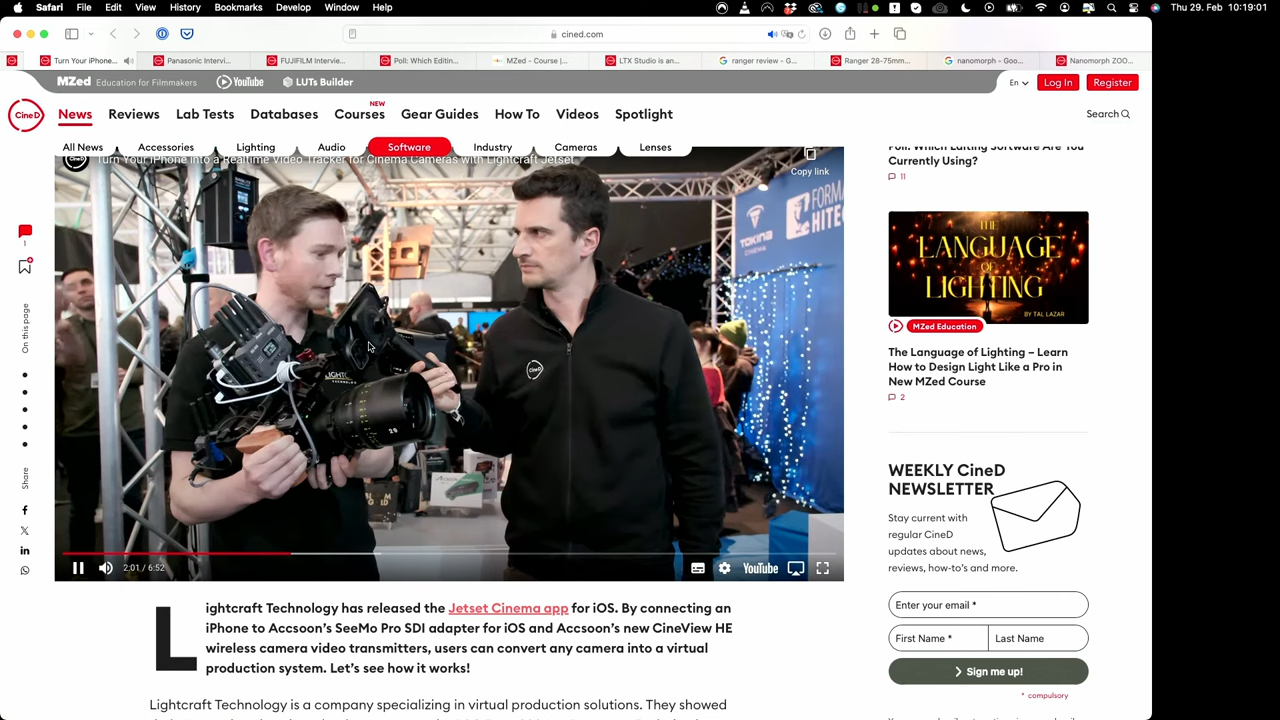 Safari File Edit View History Bookmarks Develop Window Help
Thu 29. Feb 10:19:01
cined.com
Turn Your iPhone...
Panasonic Intervi...
FUJIFILM Intervie...
Poll: Which Editin...
MZed - Course |...
LTX Studio is an...
ranger review - G...
Ranger 28-75mm...
nanomorph - Goo...
Nanomorph ZOO...
MZed Education for Filmmakers
YouTube
LUTs Builder
En
Log In
Register
CineD
News
Reviews
Lab Tests
Databases
Courses
NEW
Gear Guides
How To
Videos
Spotlight
Search
All News
Accessories
Lighting
Audio
Software
Industry
Cameras
Lenses
CineD
Turn Your iPhone into a Realtime Video Tracker for Cinema Cameras with Lightcraft Jetset
Copy link
TOKINA
CINEMA
FORMA
HITEC
CineD
2:01 / 6:52
YouTube
1
On this page
Share
Lightcraft Technology has released the Jetset Cinema app for iOS. By connecting an
iPhone to Accsoon's SeeMo Pro SDI adapter for iOS and Accsoon's new CineView HE
wireless camera video transmitters, users can convert any camera into a virtual
production system. Let's see how it works!
Lightcraft Technology is a company specializing in virtual production solutions. They showed
Poll: Which Editing Software Are You
Currently Using?
11
THE
LANGUAGE
OF
LIGHTING
BY TAL LAZAR
MZed Education
The Language of Lighting – Learn
How to Design Light Like a Pro in
New MZed Course
2
WEEKLY CineD
NEWSLETTER
Stay current with
regular CineD
updates about news,
reviews, how-to's and more.
Enter your email *
First Name *
Last Name
Sign me up!
* compulsory